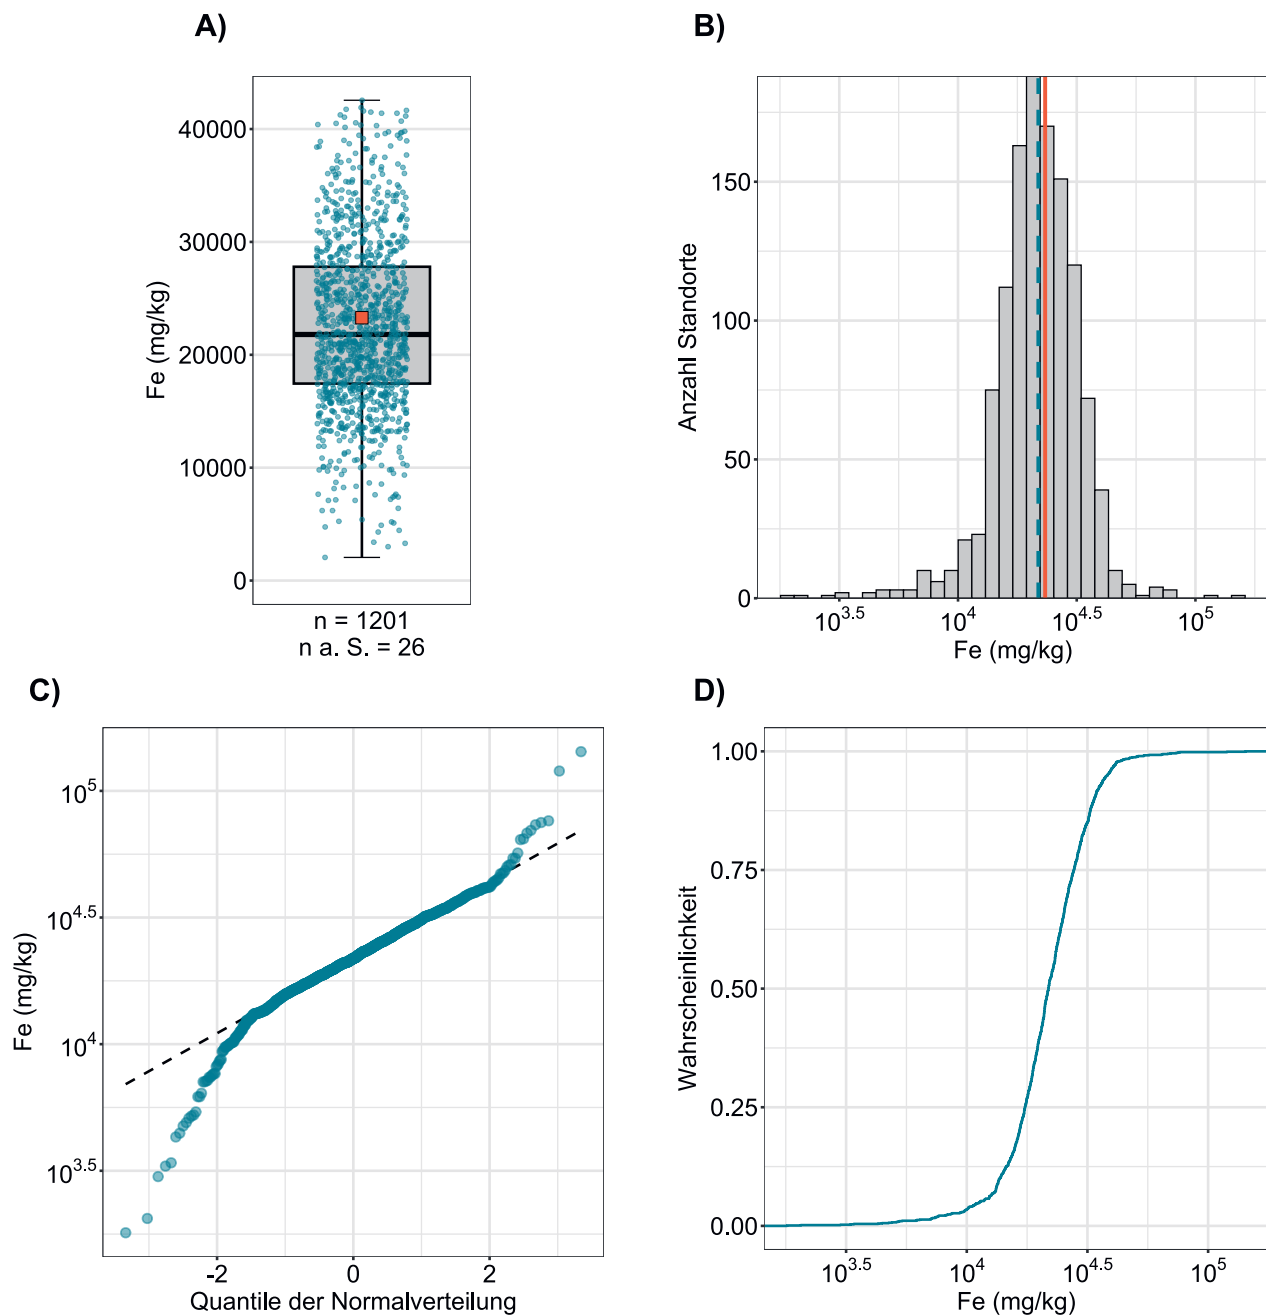 A)
Fe (mg/kg)
40000
30000
20000
10000
0
n = 1201
n a. S. = 26
B)
Anzahl Standorte
150
100
50
0
10^3.5 10^4 10^4.5 10^5
Fe (mg/kg)
C)
Fe (mg/kg)
10^5
10^4.5
10^4
10^3.5
-2 0 2
Quantile der Normalverteilung
D)
Wahrscheinlichkeit
1.00
0.75
0.50
0.25
0.00
10^3.5 10^4 10^4.5 10^5
Fe (mg/kg)